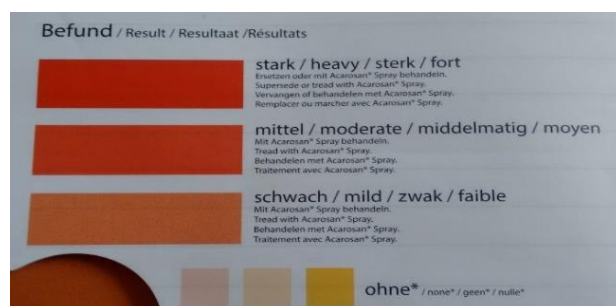 Befund / Result / Resultaat /Résultats
stark / heavy / sterk / fort
Ersetzen oder mit Acarosan* Spray behandeln.
Supersede or tread with Acarosan* Spray.
Vervangen of behandelen met Acarosan* Spray.
Remplacer ou marcher avec Acarosan* Spray.
mittel / moderate / middelmatig / moyen
Mit Acarosan* Spray behandeln.
Tread with Acarosan* Spray.
Behandelen met Acarosan* Spray.
Traitement avec Acarosan* Spray.
schwach / mild / zwak / faible
Mit Acarosan* Spray behandeln.
Tread with Acarosan* Spray.
Behandelen met Acarosan* Spray.
Traitement avec Acarosan* Spray.
ohne* / none* / geen* / nulle*